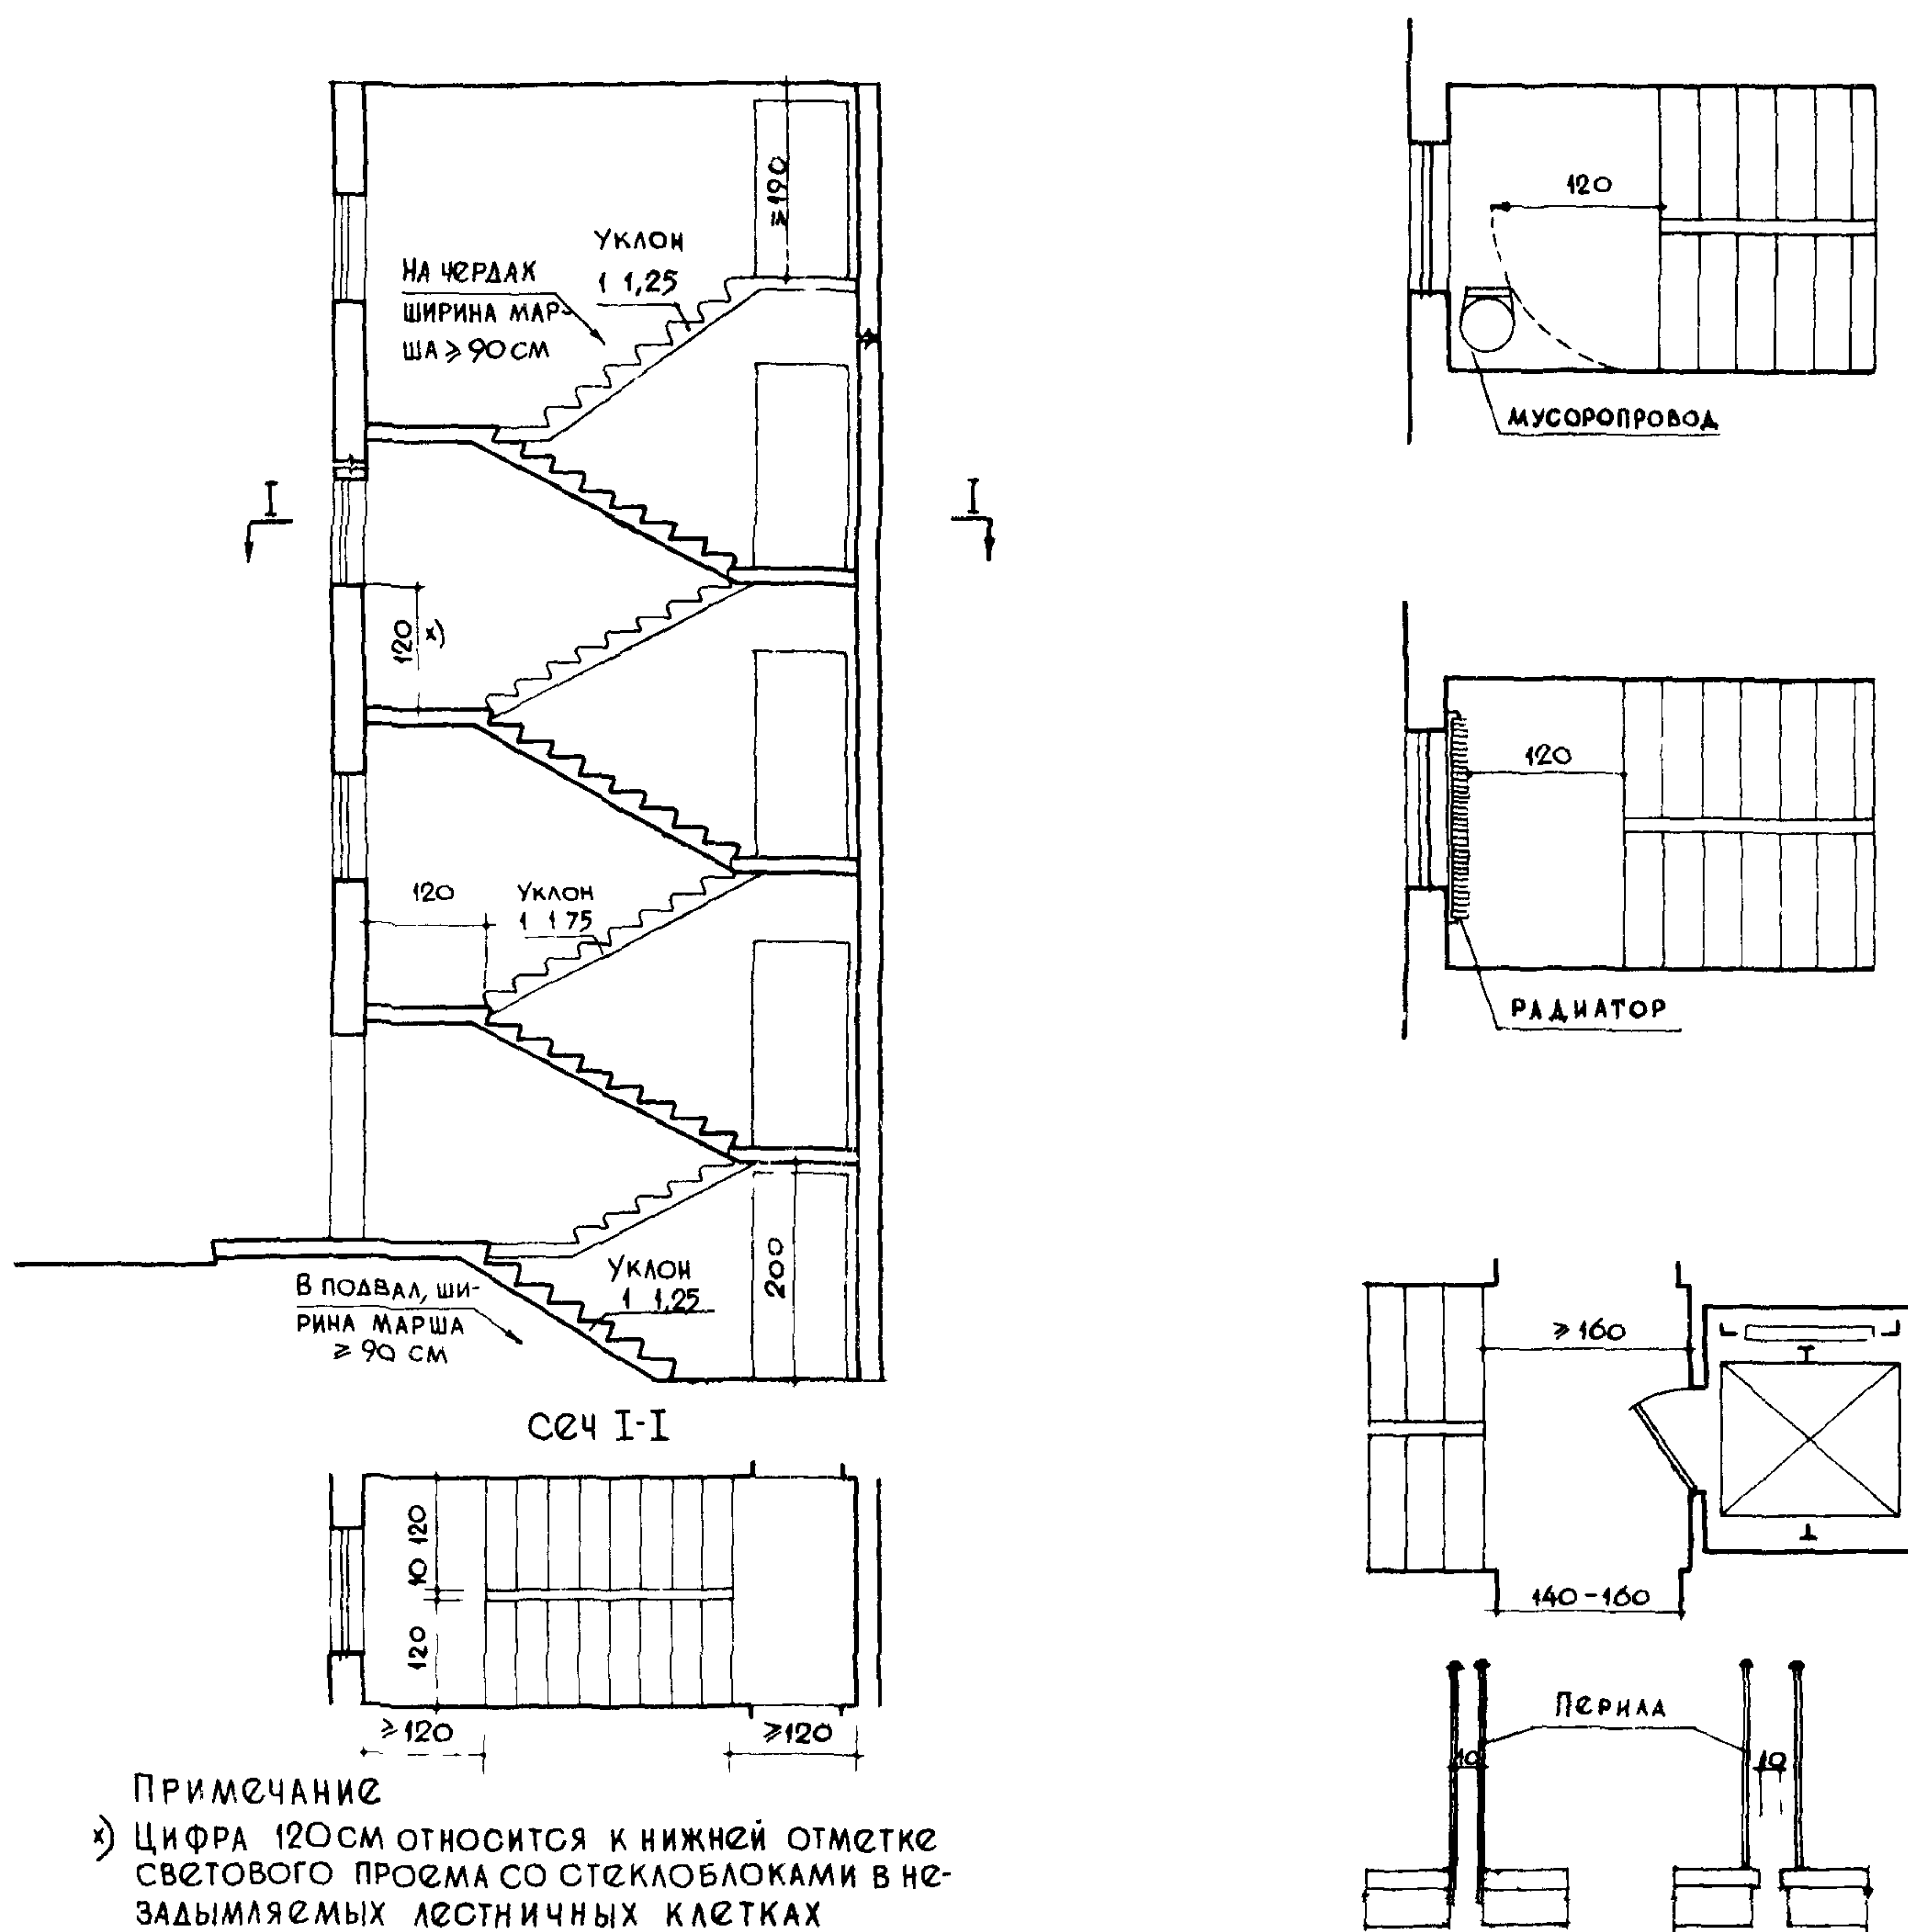 ≥190
УКЛОН
1 1,25
НА ЧЕРДАК
ШИРИНА МАР-
ША ≥ 90 СМ
I
I
120
х)
120
УКЛОН
1 1 75
200
УКЛОН
1 1,25
В ПОДВАЛ, ШИ-
РИНА МАРША
≥ 90 СМ
СЕЧ I-I
120
10
120
≥120
≥120
ПРИМЕЧАНИЕ
х) ЦИФРА 120 СМ ОТНОСИТСЯ К НИЖНЕЙ ОТМЕТКЕ
СВЕТОВОГО ПРОЕМА СО СТЕКЛОБЛОКАМИ В НЕ-
ЗАДЫМЛЯЕМЫХ ЛЕСТНИЧНЫХ КЛЕТКАХ
120
МУСОРОПРОВОД
120
РАДИАТОР
≥160
140-160
ПЕРИЛА
10
10